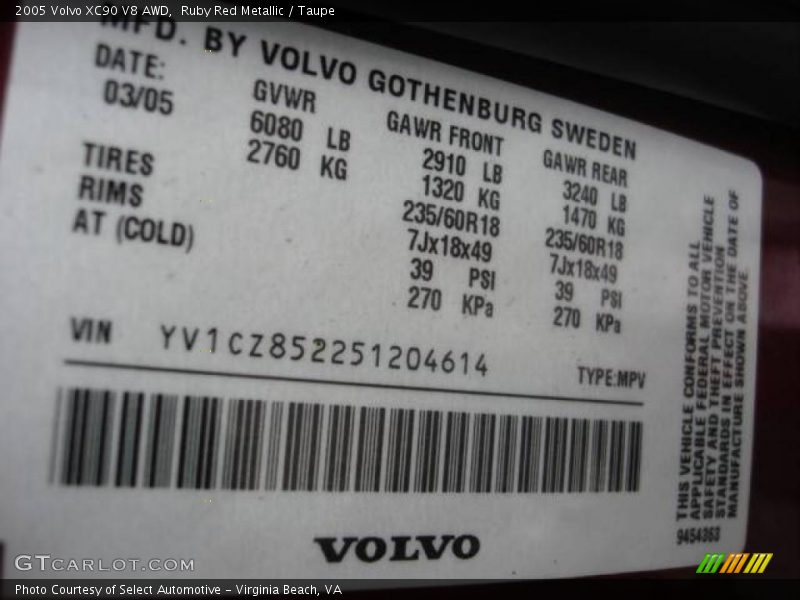 2005 Volvo XC90 V8 AWD, Ruby Red Metallic / Taupe
MFD. BY VOLVO GOTHENBURG SWEDEN
DATE: GVWR GAWR FRONT GAWR REAR
03/05 6080 LB 2910 LB 3240 LB
2760 KG 1320 KG 1470 KG
TIRES 235/60R18 235/60R18
RIMS 7Jx18x49 7Jx18x49
AT (COLD) 39 PSI 39 PSI
270 KPa 270 KPa
VIN YV1CZ852251204614
TYPE:MPV
THIS VEHICLE CONFORMS TO ALL
APPLICABLE FEDERAL MOTOR VEHICLE
SAFETY AND THEFT PREVENTION
STANDARDS IN EFFECT ON THE DATE OF
MANUFACTURE SHOWN ABOVE.
9454363
VOLVO
GTCARLOT.COM
Photo Courtesy of Select Automotive - Virginia Beach, VA